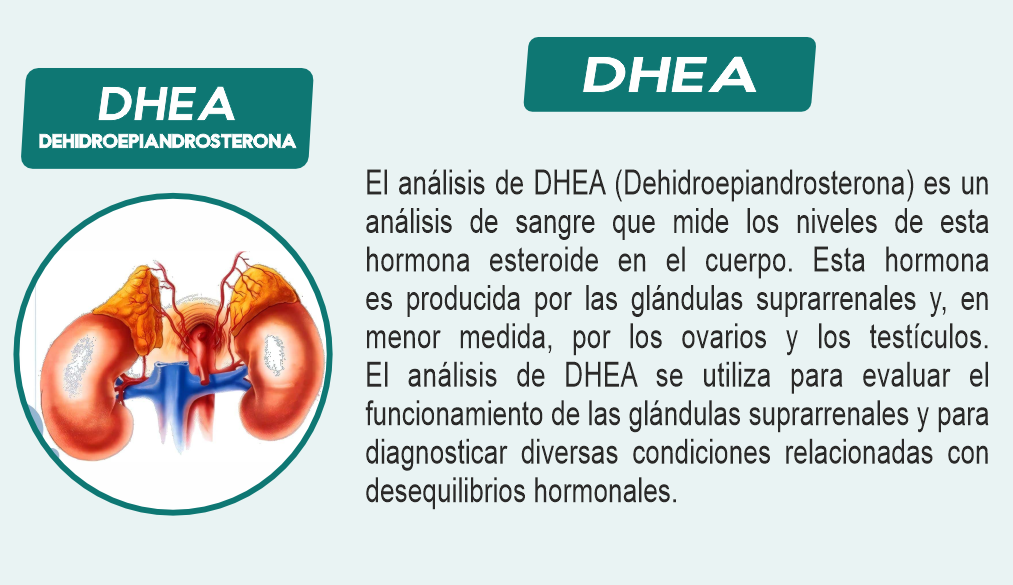 DHEA
DEHIDROEPIANDROSTERONA
DHEA
El análisis de DHEA (Dehidroepiandrosterona) es un
análisis de sangre que mide los niveles de esta
hormona esteroide en el cuerpo. Esta hormona
es producida por las glándulas suprarrenales y, en
menor medida, por los ovarios y los testículos.
El análisis de DHEA se utiliza para evaluar el
funcionamiento de las glándulas suprarrenales y para
diagnosticar diversas condiciones relacionadas con
desequilibrios hormonales.